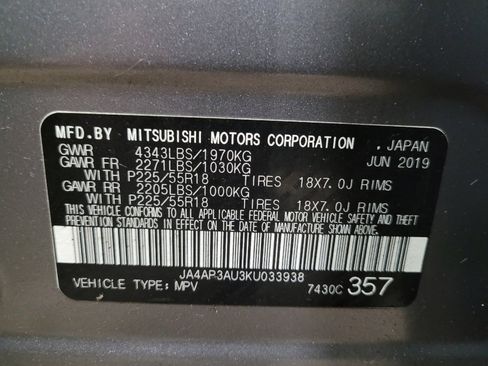 MFD.BY MITSUBISHI MOTORS CORPORATION , JAPAN
GVWR 4343LBS/1970KG JUN 2019
GAWR FR 2271LBS/1030KG
WITH P225/55R18 TIRES 18X7.0J RIMS
GAWR RR 2205LBS/1000KG
WITH P225/55R18 TIRES 18X7.0J RIMS
THIS VEHICLE CONFORMS TO ALL APPLICABLE FEDERAL MOTOR VEHICLE SAFETY AND
THEFT PREVENTION STANDARDS IN EFFECT ON THE DATE OF MANUFACTURE SHOWN ABOVE.
JA4AP3AU3KU033938
VEHICLE TYPE: MPV 7430C 357